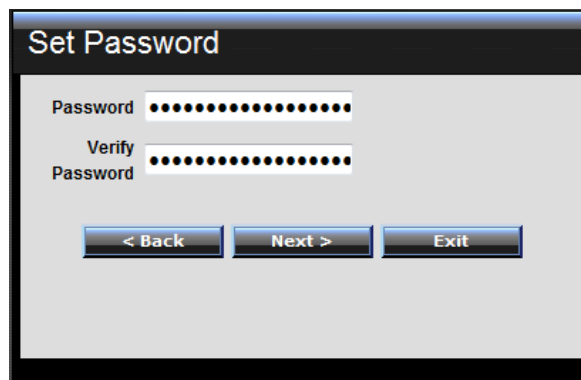 Set Password
Password ••••••••••••••••••
Verify
Password ••••••••••••••••••
< Back Next > Exit